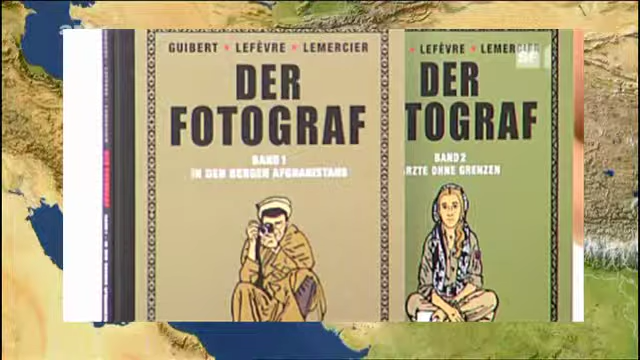 GUIBERT • LEFÈVRE • LEMERCIER
DER
FOTOGRAF
BAND 1
IN DEN BERGEN AFGHANISTANS
• LEFÈVRE • LEMERCIER
DER
TOGRAF
BAND 2
ÄRZTE OHNE GRENZEN
SF